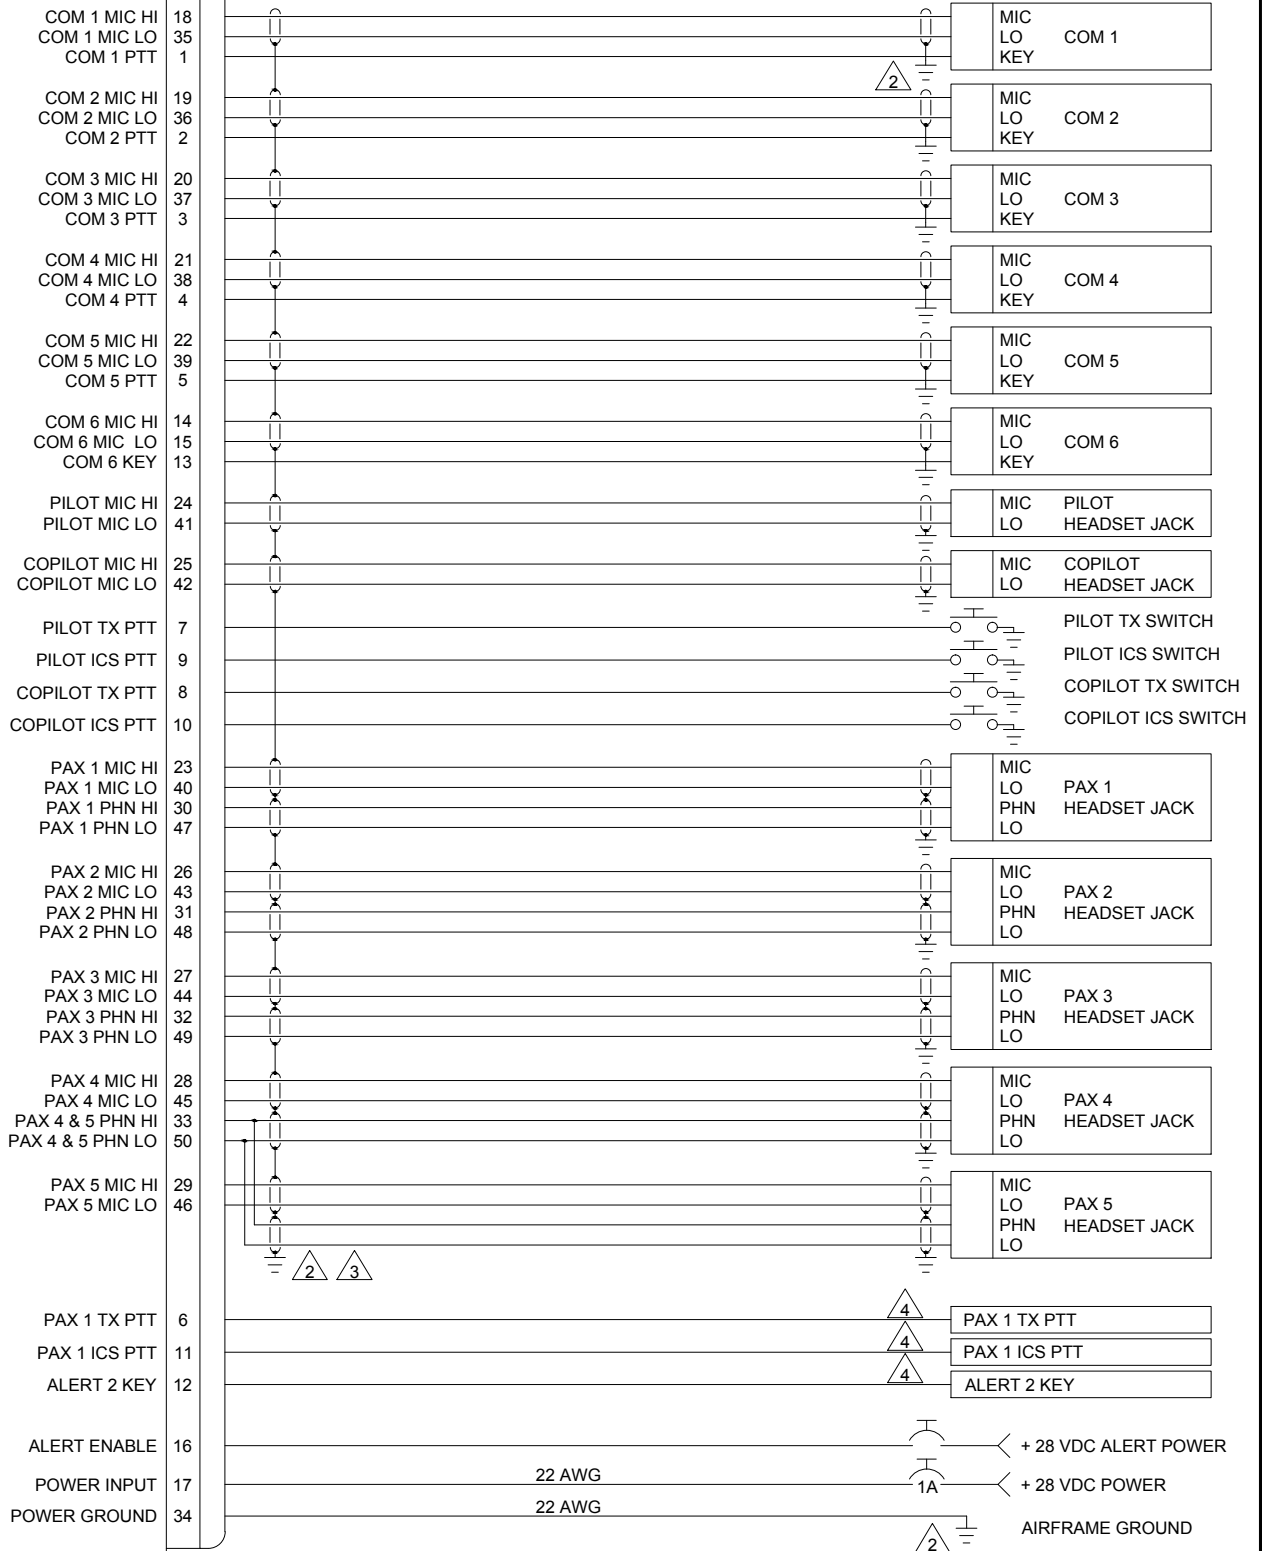 COM 1 MIC HI 18 MIC
COM 1 MIC LO 35 LO COM 1
COM 1 PTT 1 KEY
2
COM 2 MIC HI 19 MIC
COM 2 MIC LO 36 LO COM 2
COM 2 PTT 2 KEY
COM 3 MIC HI 20 MIC
COM 3 MIC LO 37 LO COM 3
COM 3 PTT 3 KEY
COM 4 MIC HI 21 MIC
COM 4 MIC LO 38 LO COM 4
COM 4 PTT 4 KEY
COM 5 MIC HI 22 MIC
COM 5 MIC LO 39 LO COM 5
COM 5 PTT 5 KEY
COM 6 MIC HI 14 MIC
COM 6 MIC LO 15 LO COM 6
COM 6 KEY 13 KEY
PILOT MIC HI 24 MIC PILOT
PILOT MIC LO 41 LO HEADSET JACK
COPILOT MIC HI 25 MIC COPILOT
COPILOT MIC LO 42 LO HEADSET JACK
PILOT TX PTT 7 PILOT TX SWITCH
PILOT ICS PTT 9 PILOT ICS SWITCH
COPILOT TX PTT 8 COPILOT TX SWITCH
COPILOT ICS PTT 10 COPILOT ICS SWITCH
PAX 1 MIC HI 23 MIC
PAX 1 MIC LO 40 LO PAX 1
PAX 1 PHN HI 30 PHN HEADSET JACK
PAX 1 PHN LO 47 LO
PAX 2 MIC HI 26 MIC
PAX 2 MIC LO 43 LO PAX 2
PAX 2 PHN HI 31 PHN HEADSET JACK
PAX 2 PHN LO 48 LO
PAX 3 MIC HI 27 MIC
PAX 3 MIC LO 44 LO PAX 3
PAX 3 PHN HI 32 PHN HEADSET JACK
PAX 3 PHN LO 49 LO
PAX 4 MIC HI 28 MIC
PAX 4 MIC LO 45 LO PAX 4
PAX 4 & 5 PHN HI 33 PHN HEADSET JACK
PAX 4 & 5 PHN LO 50 LO
PAX 5 MIC HI 29 MIC
PAX 5 MIC LO 46 LO PAX 5
PHN HEADSET JACK
LO
2 3
4
PAX 1 TX PTT 6 PAX 1 TX PTT
4
PAX 1 ICS PTT 11 PAX 1 ICS PTT
4
ALERT 2 KEY 12 ALERT 2 KEY
ALERT ENABLE 16 + 28 VDC ALERT POWER
22 AWG
POWER INPUT 17 1A + 28 VDC POWER
22 AWG
POWER GROUND 34 AIRFRAME GROUND
2